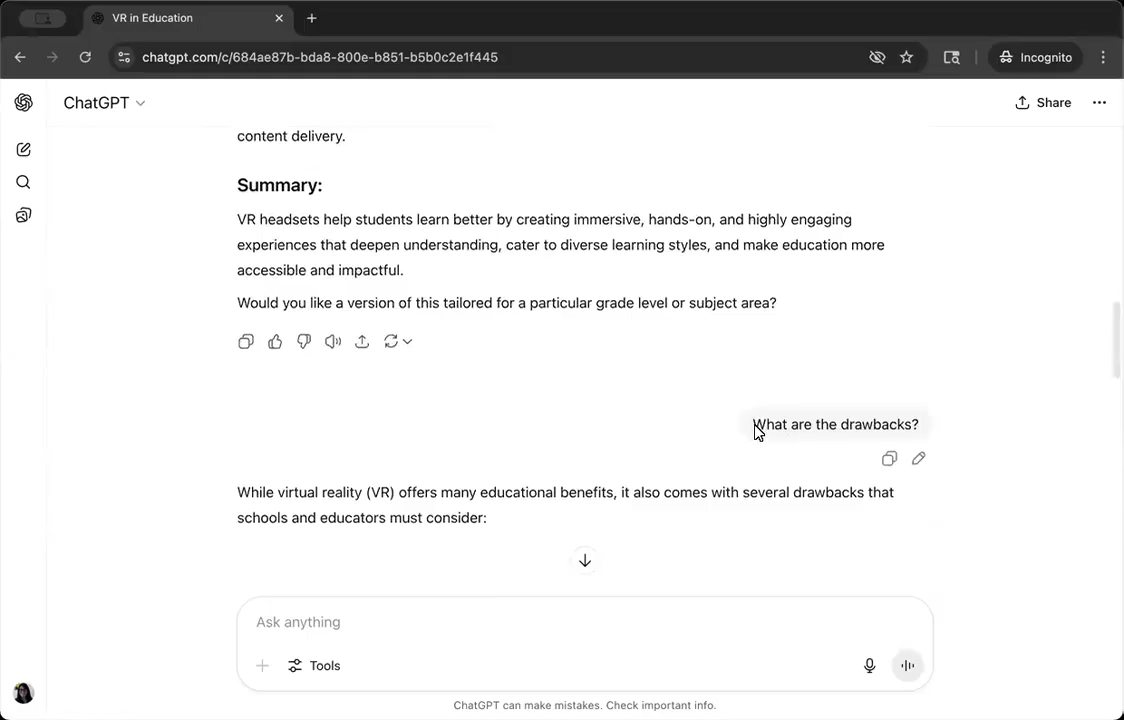 VR in Education
chatgpt.com/c/684ae87b-bda8-800e-b851-b5b0c2e1f445
Incognito
ChatGPT
Share
content delivery.
Summary:
VR headsets help students learn better by creating immersive, hands-on, and highly engaging
experiences that deepen understanding, cater to diverse learning styles, and make education more
accessible and impactful.
Would you like a version of this tailored for a particular grade level or subject area?
What are the drawbacks?
While virtual reality (VR) offers many educational benefits, it also comes with several drawbacks that
schools and educators must consider:
Ask anything
Tools
ChatGPT can make mistakes. Check important info.